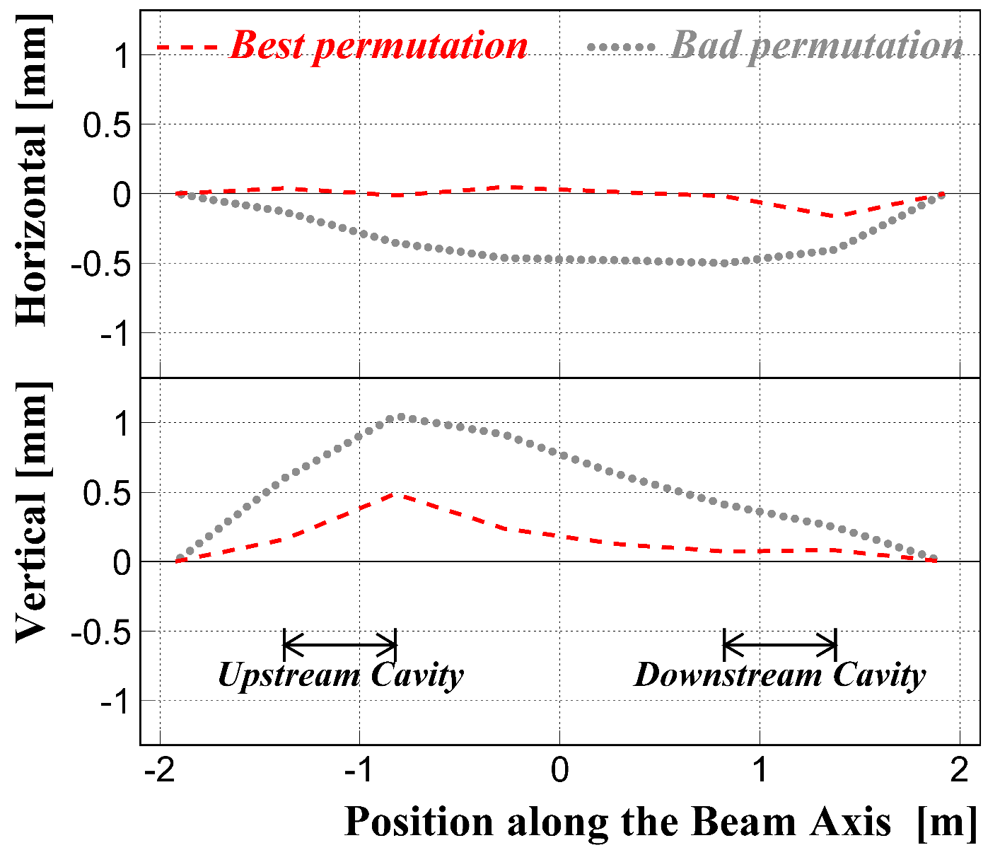 Best permutation
Bad permutation
Horizontal [mm]
1
0.5
0
-0.5
-1
Vertical [mm]
1
0.5
0
-0.5
-1
Upstream Cavity
Downstream Cavity
-2
-1
0
1
2
Position along the Beam Axis [m]